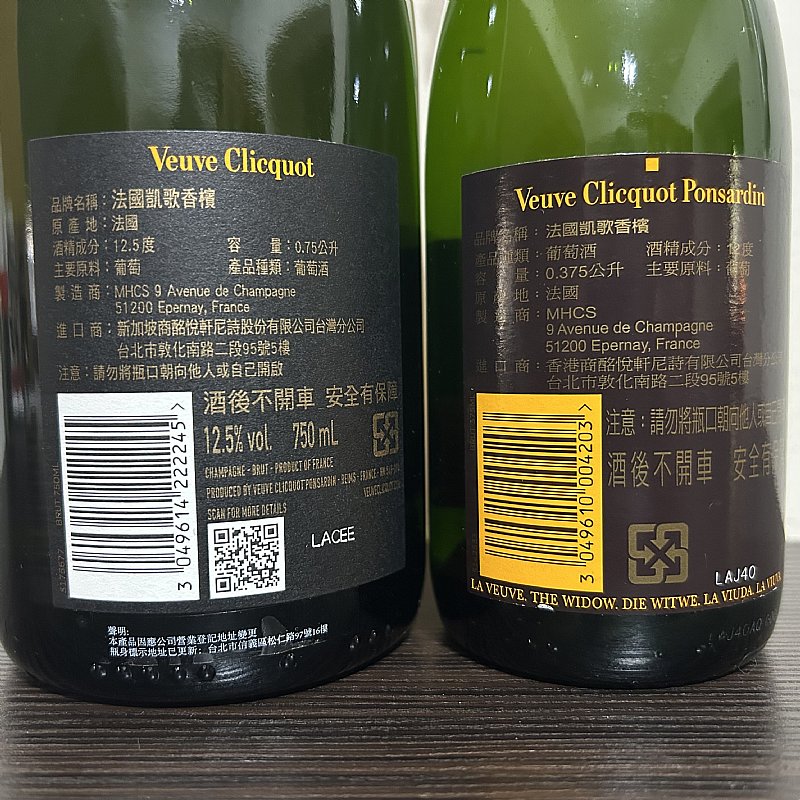 Veuve Clicquot
品牌名稱：法國凱歌香檳
原 產 地：法國
酒精成分：12.5度 容 量：0.75公升
主要原料：葡萄 產品種類：葡萄酒
製 造 商：MHCS 9 Avenue de Champagne
51200 Epernay, France
進 口 商：新加坡商酩悅軒尼詩股份有限公司台灣分公司
台北市敦化南路二段95號5樓
注意：請勿將瓶口朝向他人或自己開啟
酒後不開車 安全有保障
12.5% vol. 750 mL
CHAMPAGNE - BRUT - PRODUCT OF FRANCE
PRODUCED BY VEUVE CLICQUOT PONSARDIN - REIMS - FRANCE
SCAN FOR MORE DETAILS
3 049614 222245 >
BRUT 750ML
LACEE
聲明：
本產品因應公司營業登記地址變更
瓶身標示地址已更新：台北市信義區松仁路97號16樓
Veuve Clicquot Ponsardin
品牌名稱：法國凱歌香檳
產品種類：葡萄酒 酒精成分：12度
容 量：0.375公升 主要原料：葡萄
原 產 地：法國
製 造 商：MHCS
9 Avenue de Champagne
51200 Epernay, France
進 口 商：香港商酩悅軒尼詩有限公司台灣分公
台北市敦化南路二段95號5樓
注意：請勿將瓶口朝向他人或
酒後不開車 安全有
3 049610 004203 >
LAJ40
LA VEUVE. THE WIDOW. DIE WITWE. LA VIUDA.